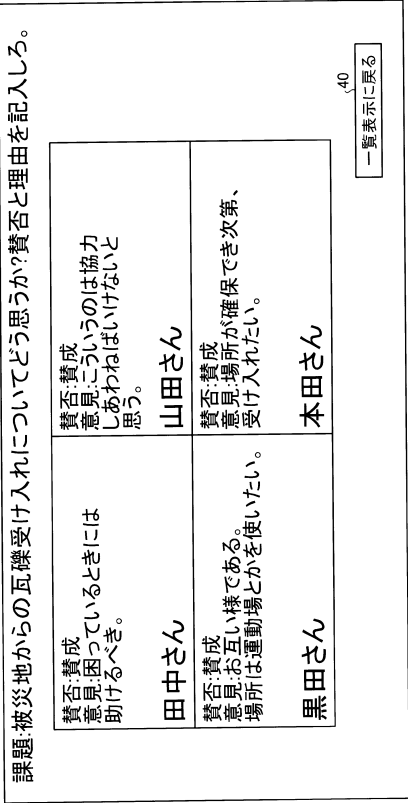 課題:被災地からの瓦礫受け入れについてどう思うか?賛否と理由を記入しろ。
賛否:賛成
意見:困っているときには
助けるべき。
田中さん
賛否:賛成
意見:こういうのは協力
しあわねばいけないと
思う。
山田さん
賛否:賛成
意見:お互い様である。
場所は運動場とかを使いたい。
黒田さん
賛否:賛成
意見:場所が確保でき次第、
受け入れたい。
本田さん
40
一覧表示に戻る